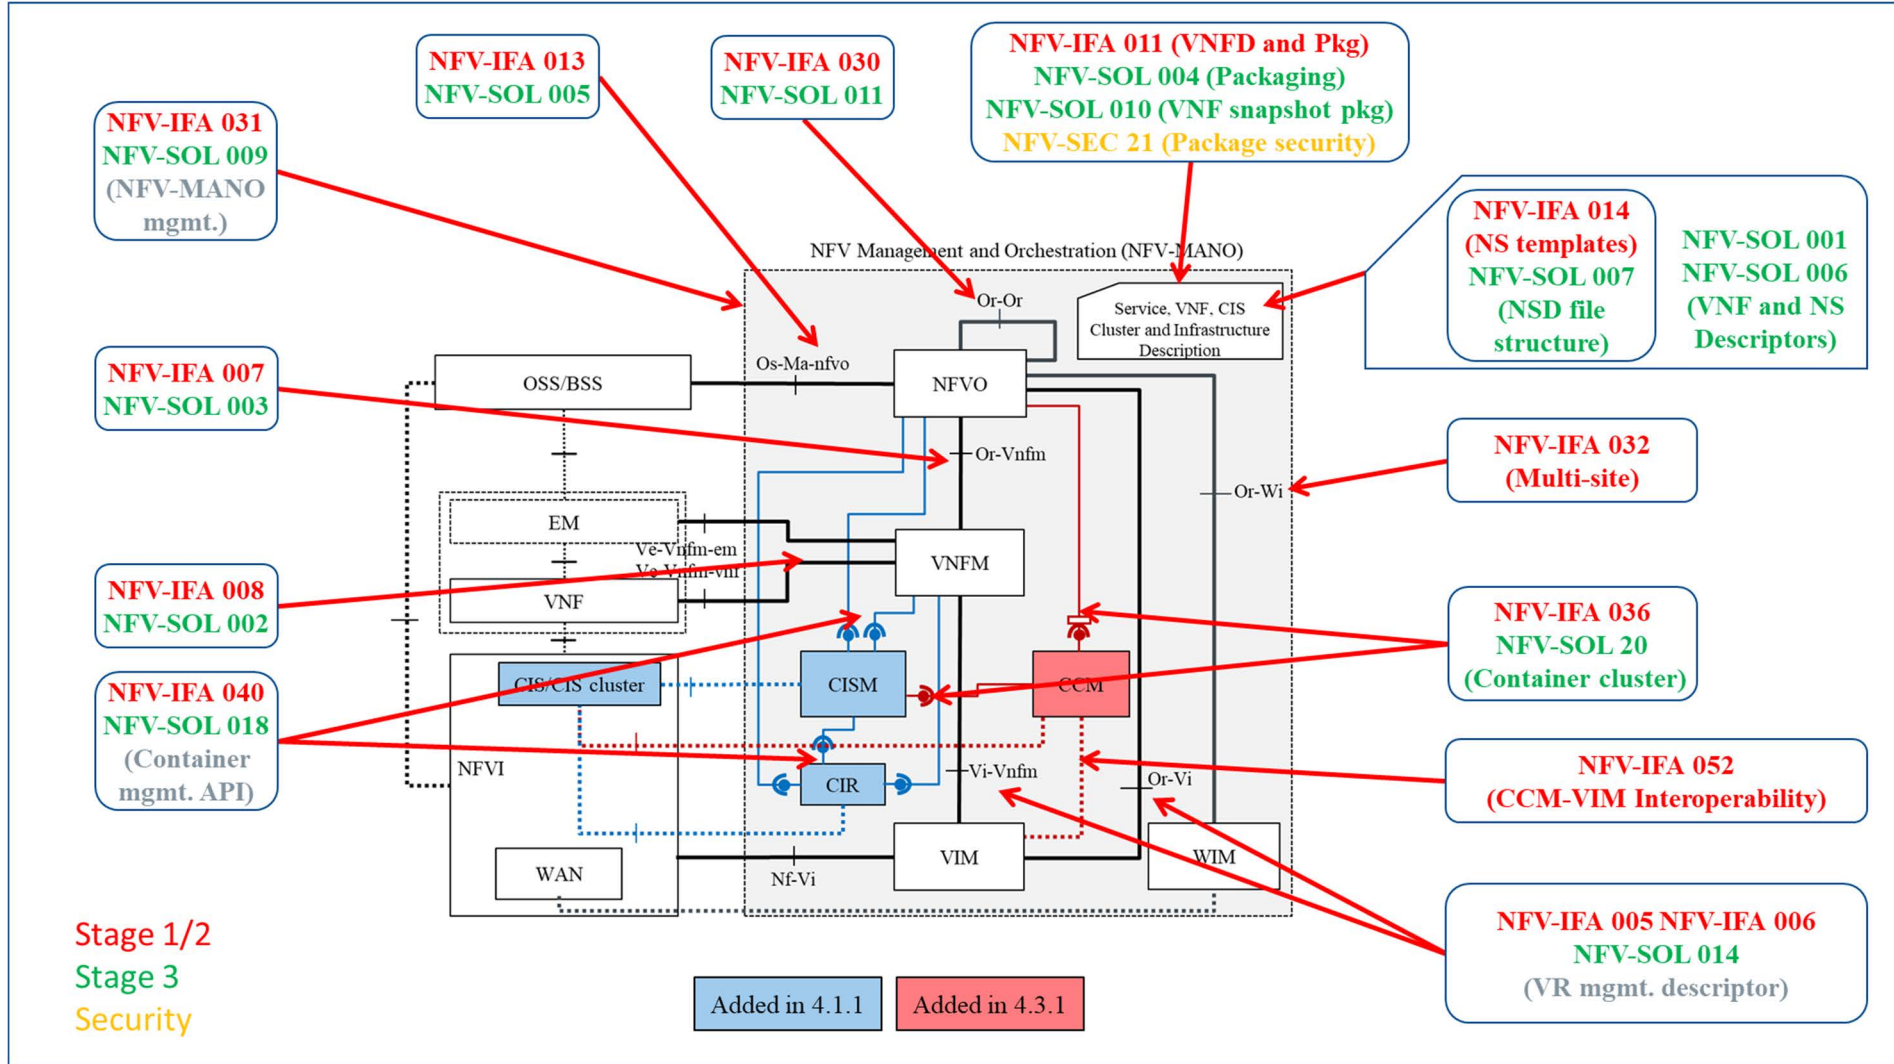 NFV-IFA 013
NFV-SOL 005
NFV-IFA 030
NFV-SOL 011
NFV-IFA 011 (VNFD and Pkg)
NFV-SOL 004 (Packaging)
NFV-SOL 010 (VNF snapshot pkg)
NFV-SEC 21 (Package security)
NFV-IFA 031
NFV-SOL 009
(NFV-MANO
mgmt.)
NFV-IFA 014
(NS templates)
NFV-SOL 007
(NSD file
structure)
NFV-SOL 001
NFV-SOL 006
(VNF and NS
Descriptors)
NFV Management and Orchestration (NFV-MANO)
Or-Or
Service, VNF, CIS
Cluster and Infrastructure
Description
Os-Ma-nfvo
OSS/BSS
NFVO
NFV-IFA 007
NFV-SOL 003
Or-Vnfm
NFV-IFA 032
(Multi-site)
Or-Wi
EM
Ve-Vnfm-em
Ve-Vnfm-vnf
VNFM
VNF
NFV-IFA 008
NFV-SOL 002
NFV-IFA 036
NFV-SOL 20
(Container cluster)
CIS/CIS cluster
CISM
CCM
NFV-IFA 040
NFV-SOL 018
(Container
mgmt. API)
NFVI
CIR
Vi-Vnfm
Or-Vi
NFV-IFA 052
(CCM-VIM Interoperability)
WAN
Nf-Vi
VIM
WIM
NFV-IFA 005 NFV-IFA 006
NFV-SOL 014
(VR mgmt. descriptor)
Stage 1/2
Stage 3
Security
Added in 4.1.1
Added in 4.3.1